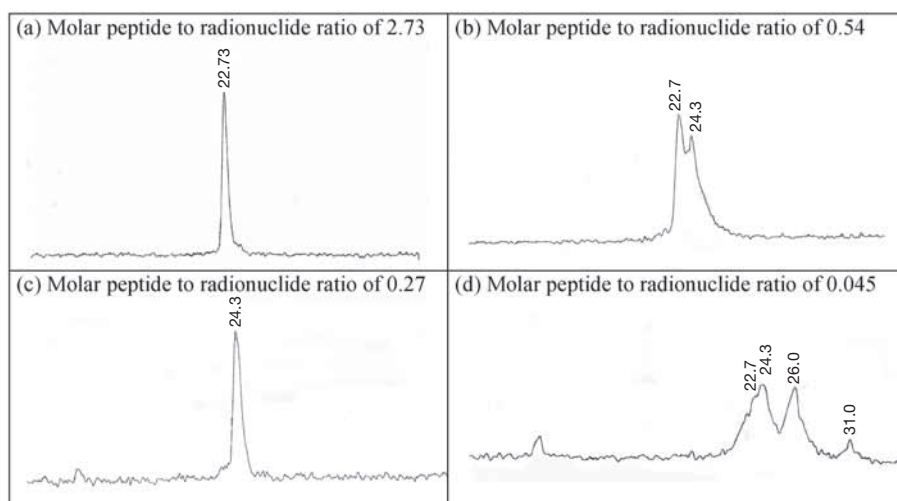 (a) Molar peptide to radionuclide ratio of 2.73
22.73
(b) Molar peptide to radionuclide ratio of 0.54
22.7
24.3
(c) Molar peptide to radionuclide ratio of 0.27
24.3
(d) Molar peptide to radionuclide ratio of 0.045
22.7
24.3
26.0
31.0